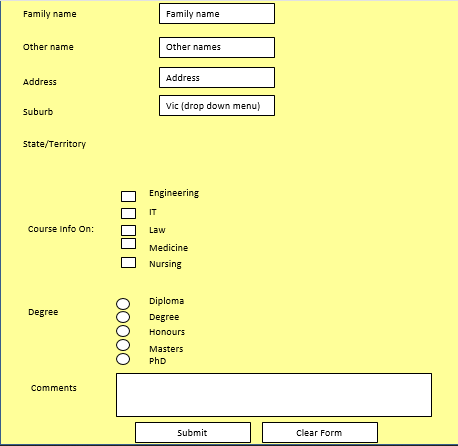 Family name Family name
Other name Other names
Address Address
Suburb Vic (drop down menu)
State/Territory
Course Info On:
Engineering
IT
Law
Medicine
Nursing
Degree
Diploma
Degree
Honours
Masters
PhD
Comments
Submit Clear Form